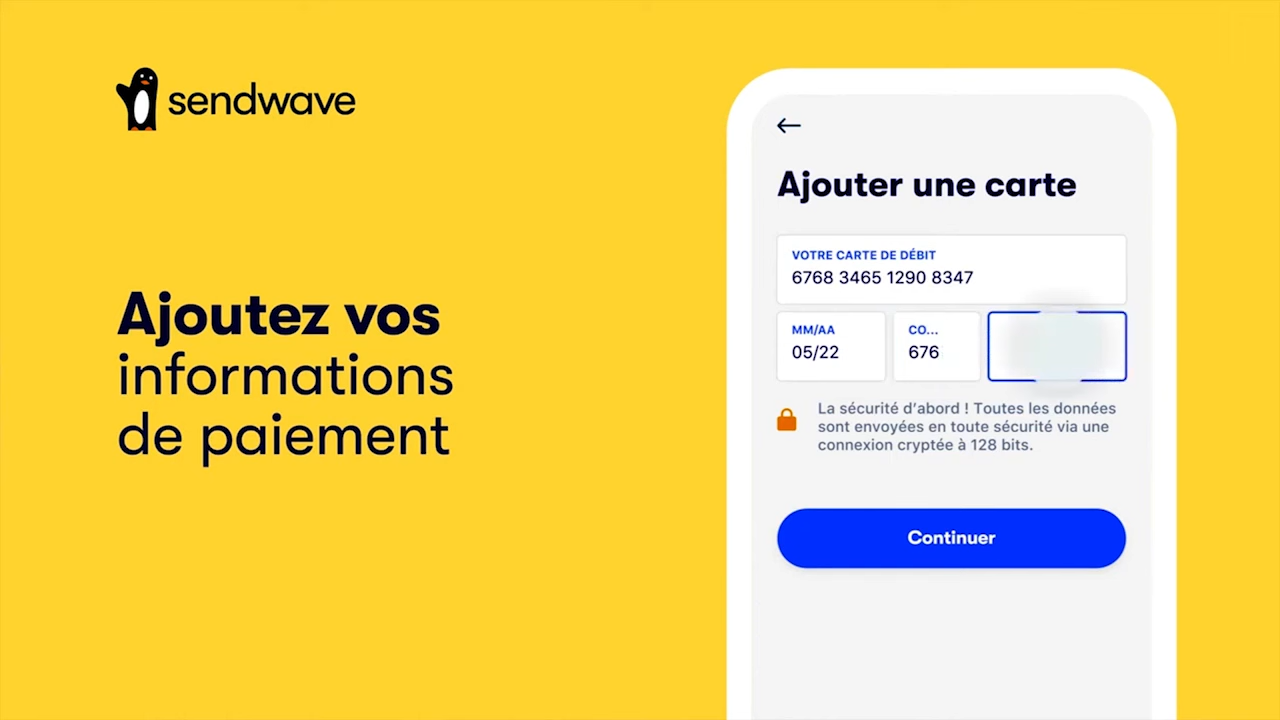 sendwave
Ajoutez vos
informations
de paiement
Ajouter une carte
VOTRE CARTE DE DÉBIT
6768 3465 1290 8347
MM/AA
05/22
CO...
676
La sécurité d'abord ! Toutes les données
sont envoyées en toute sécurité via une
connexion cryptée à 128 bits.
Continuer